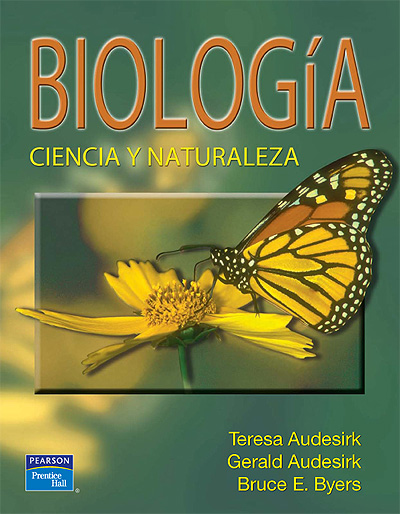 BIOLOGíA
CIENCIA Y NATURALEZA
Teresa Audesirk
Gerald Audesirk
Bruce E. Byers
PEARSON
Prentice
Hall
®